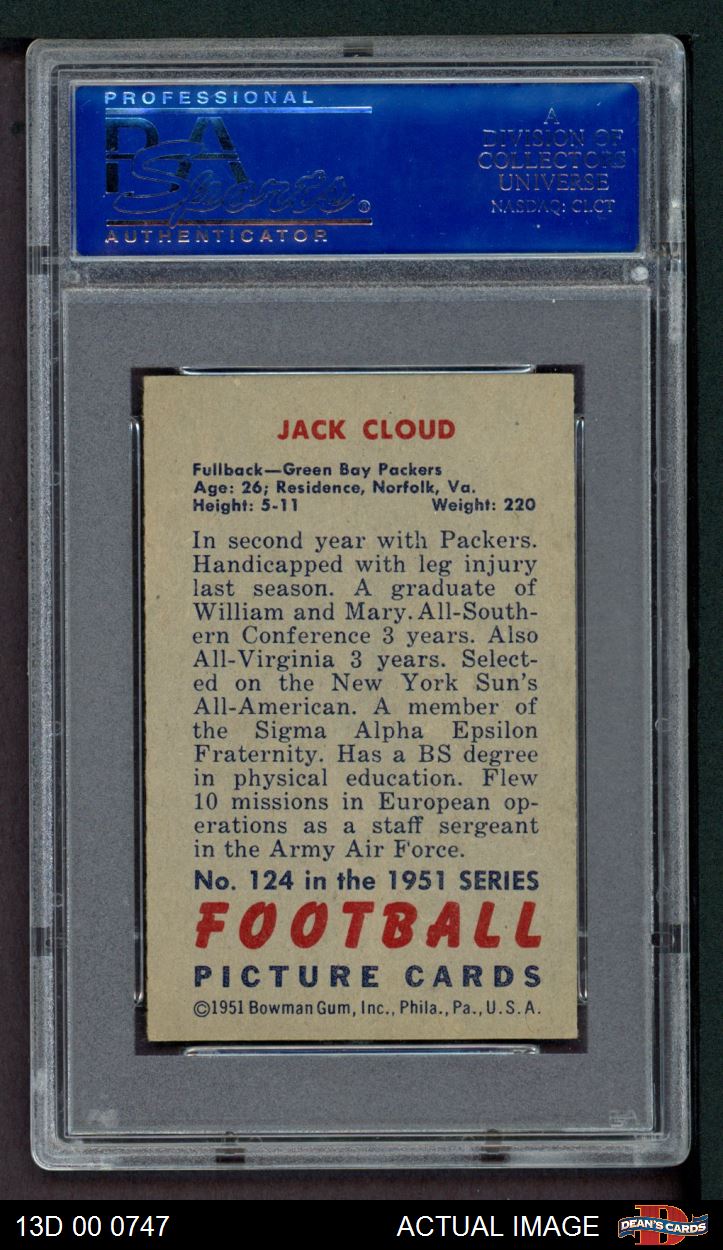 PROFESSIONAL
PSA
Sports®
AUTHENTICATOR
A
DIVISION OF
COLLECTORS
UNIVERSE
NASDAQ: CLCT
JACK CLOUD
Fullback—Green Bay Packers
Age: 26; Residence, Norfolk, Va.
Height: 5-11 Weight: 220
In second year with Packers.
Handicapped with leg injury
last season. A graduate of
William and Mary. All-South-
ern Conference 3 years. Also
All-Virginia 3 years. Select-
ed on the New York Sun's
All-American. A member of
the Sigma Alpha Epsilon
Fraternity. Has a BS degree
in physical education. Flew
10 missions in European op-
erations as a staff sergeant
in the Army Air Force.
No. 124 in the 1951 SERIES
FOOTBALL
PICTURE CARDS
©1951 Bowman Gum, Inc., Phila., Pa., U.S.A.
13D 00 0747 ACTUAL IMAGE
DEAN'S CARDS